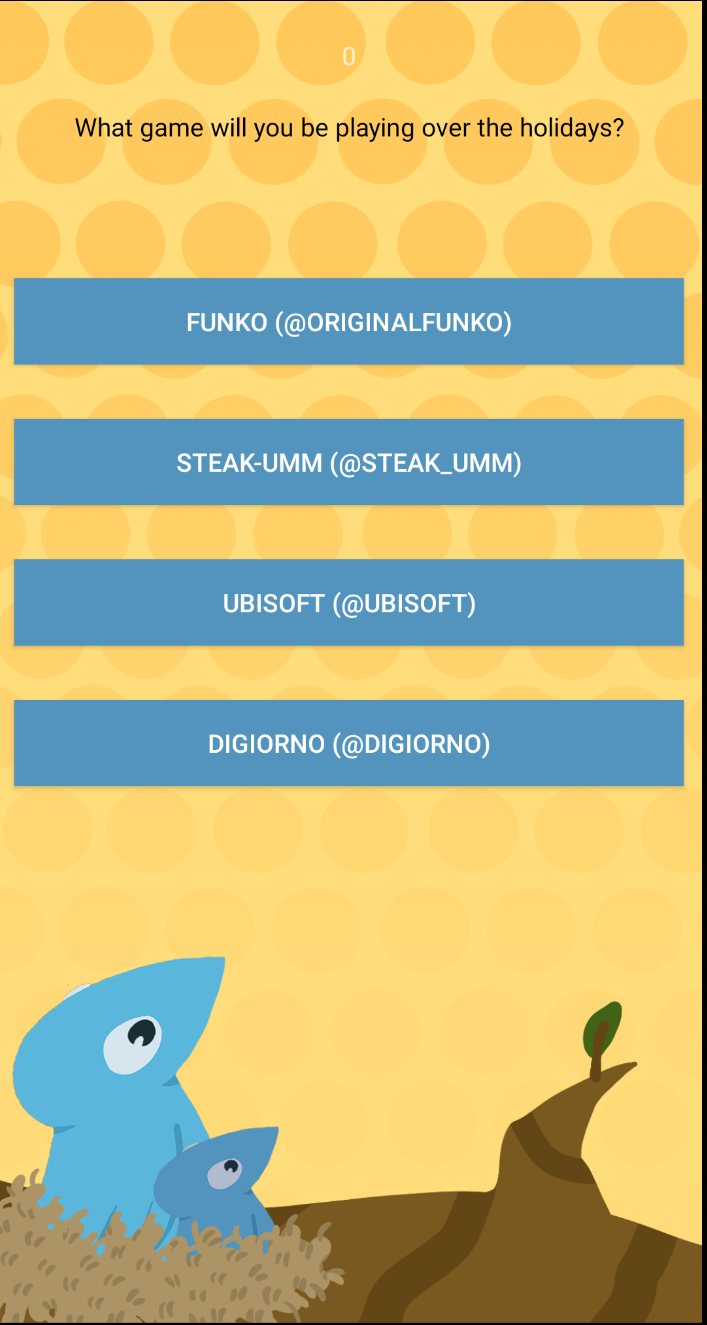 0
What game will you be playing over the holidays?
FUNKO (@ORIGINALFUNKO)
STEAK-UMM (@STEAK_UMM)
UBISOFT (@UBISOFT)
DIGIORNO (@DIGIORNO)